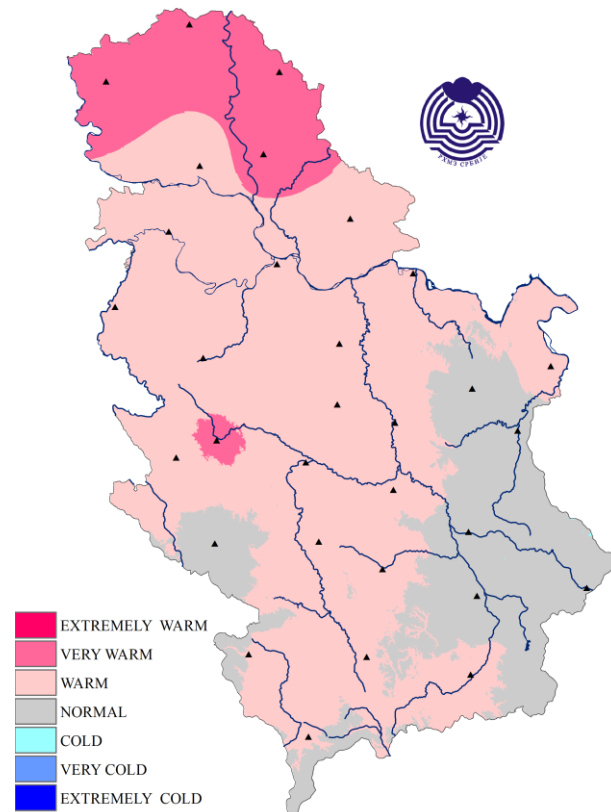 РХМЗ СРБИЈЕ
EXTREMELY WARM
VERY WARM
WARM
NORMAL
COLD
VERY COLD
EXTREMELY COLD